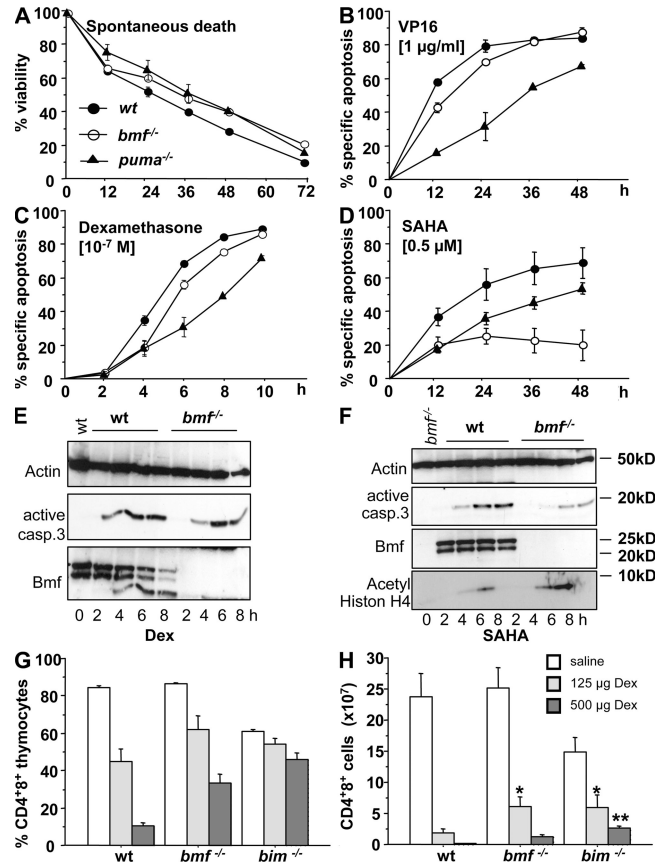 A
Spontaneous death
% viability
100
80
60
40
20
0
wt
bmf-/-
puma-/-
0 12 24 36 48 60 72
B
VP16
[1 µg/ml]
% specific apoptosis
100
80
60
40
20
0
0 12 24 36 48 h
C
Dexamethasone
[10-7 M]
% specific apoptosis
100
80
60
40
20
0
0 2 4 6 8 10 h
D
SAHA
[0.5 µM]
% specific apoptosis
100
80
60
40
20
0
0 12 24 36 48 h
E
wt wt bmf-/-
Actin
active
casp.3
Bmf
0 2 4 6 8 2 4 6 8 h
Dex
F
bmf-/- wt bmf-/-
Actin
active
casp.3
Bmf
Acetyl
Histon H4
50kD
20kD
25kD
20kD
10kD
0 2 4 6 8 2 4 6 8 h
SAHA
G
% CD4+8+ thymocytes
100
80
60
40
20
0
wt bmf -/- bim -/-
H
CD4+8+ cells (x10⁷)
30
25
20
15
10
5
0
saline
125 µg Dex
500 µg Dex
* * **
wt bmf -/- bim -/-